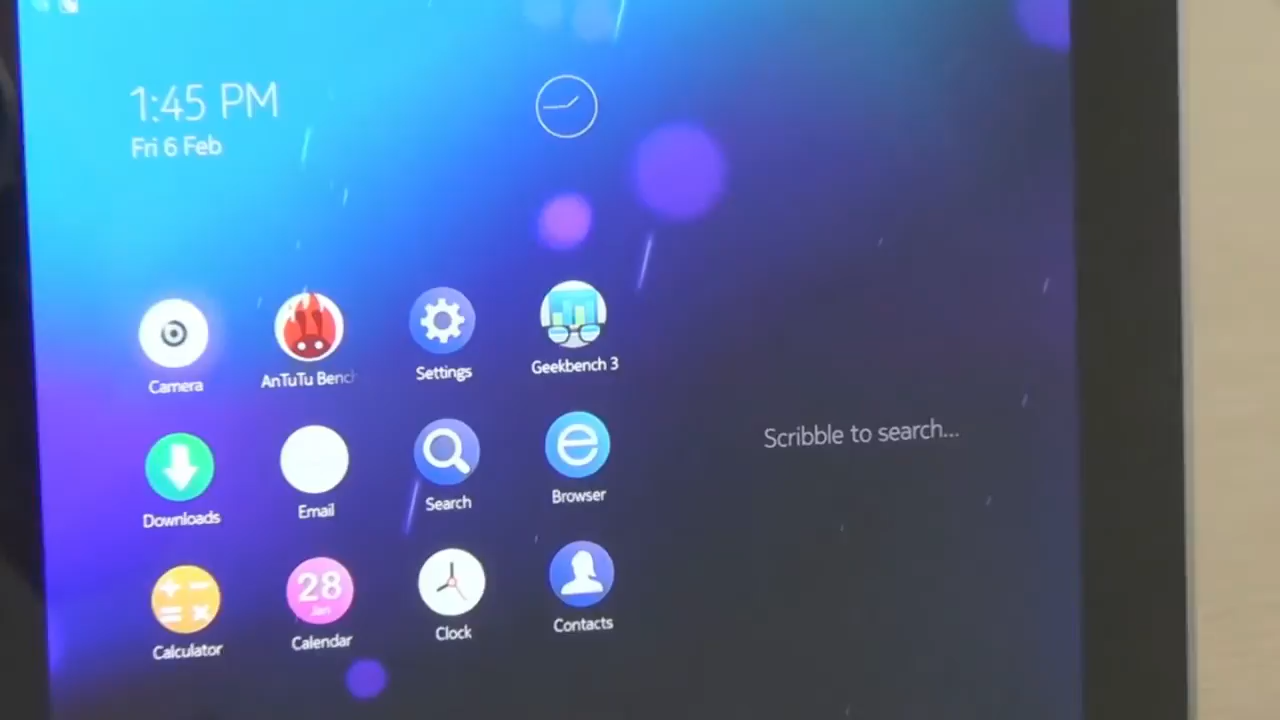 1:45 PM
Fri 6 Feb
Camera
AnTuTu Bench
Settings
Geekbench 3
Downloads
Email
Search
Browser
Scribble to search...
28
Jan
Calculator
Calendar
Clock
Contacts